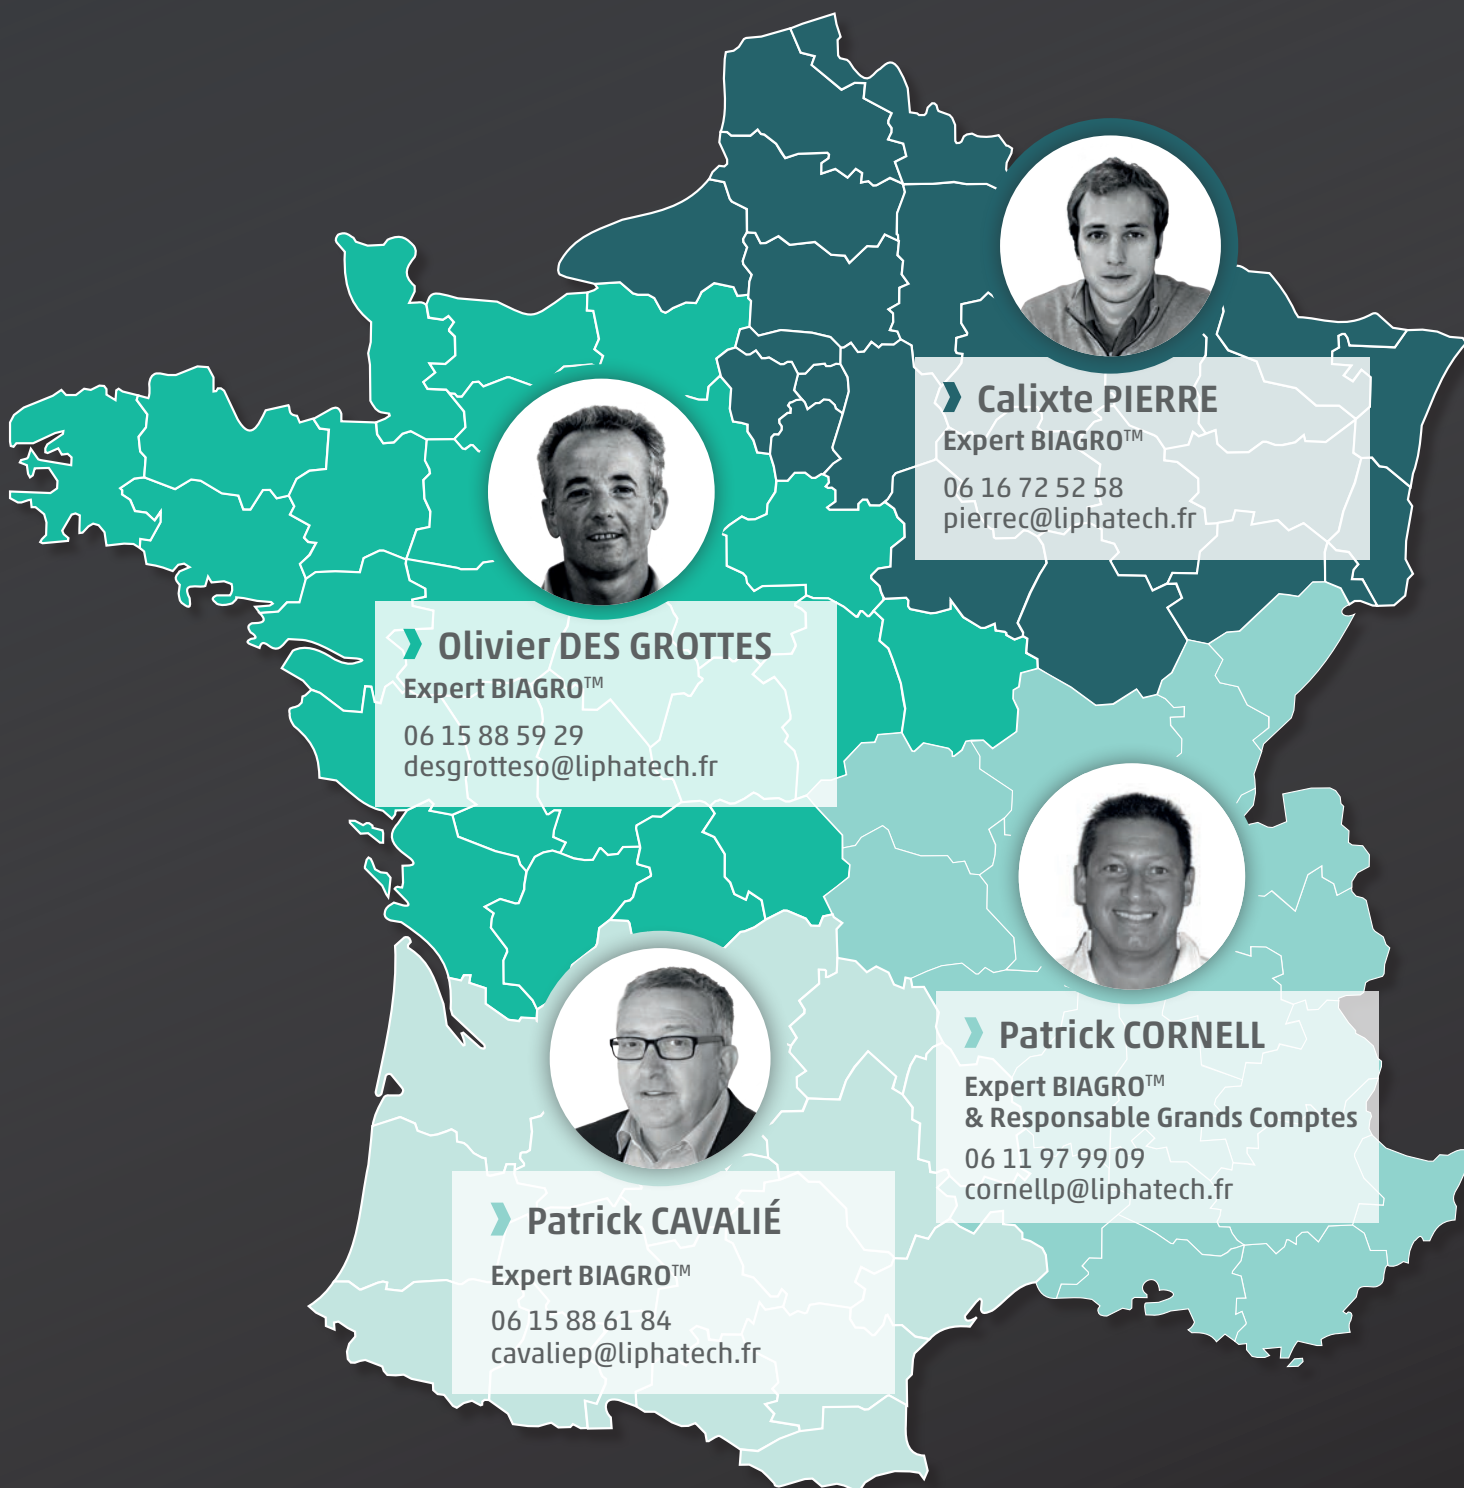 Calixte PIERRE
Expert BIAGRO™
06 16 72 52 58
pierrec@liphatech.fr
Olivier DES GROTTES
Expert BIAGRO™
06 15 88 59 29
desgrotteso@liphatech.fr
Patrick CORNELL
Expert BIAGRO™
& Responsable Grands Comptes
06 11 97 99 09
cornellp@liphatech.fr
Patrick CAVALIÉ
Expert BIAGRO™
06 15 88 61 84
cavaliep@liphatech.fr